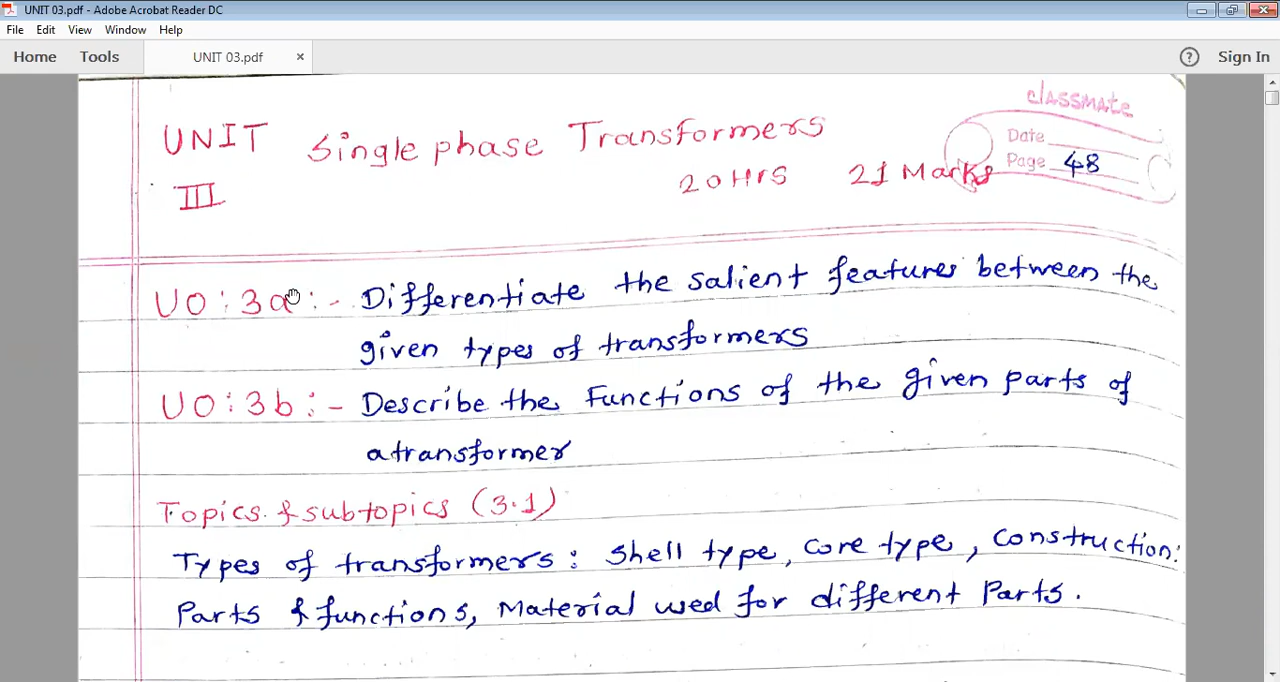 UNIT 03.pdf - Adobe Acrobat Reader DC
File Edit View Window Help
Home Tools UNIT 03.pdf × ? Sign In
classmate
Date
Page 48
UNIT Single phase Transformers
III 20Hrs 21 Marks
UO: 3a :- Differentiate the salient features between the
given types of transformers
UO: 3b :- Describe the Functions of the given parts of
a transformer
Topics & subtopics (3.1)
Types of transformers: shell type, core type, construction:
Parts & functions, Material used for different Parts.